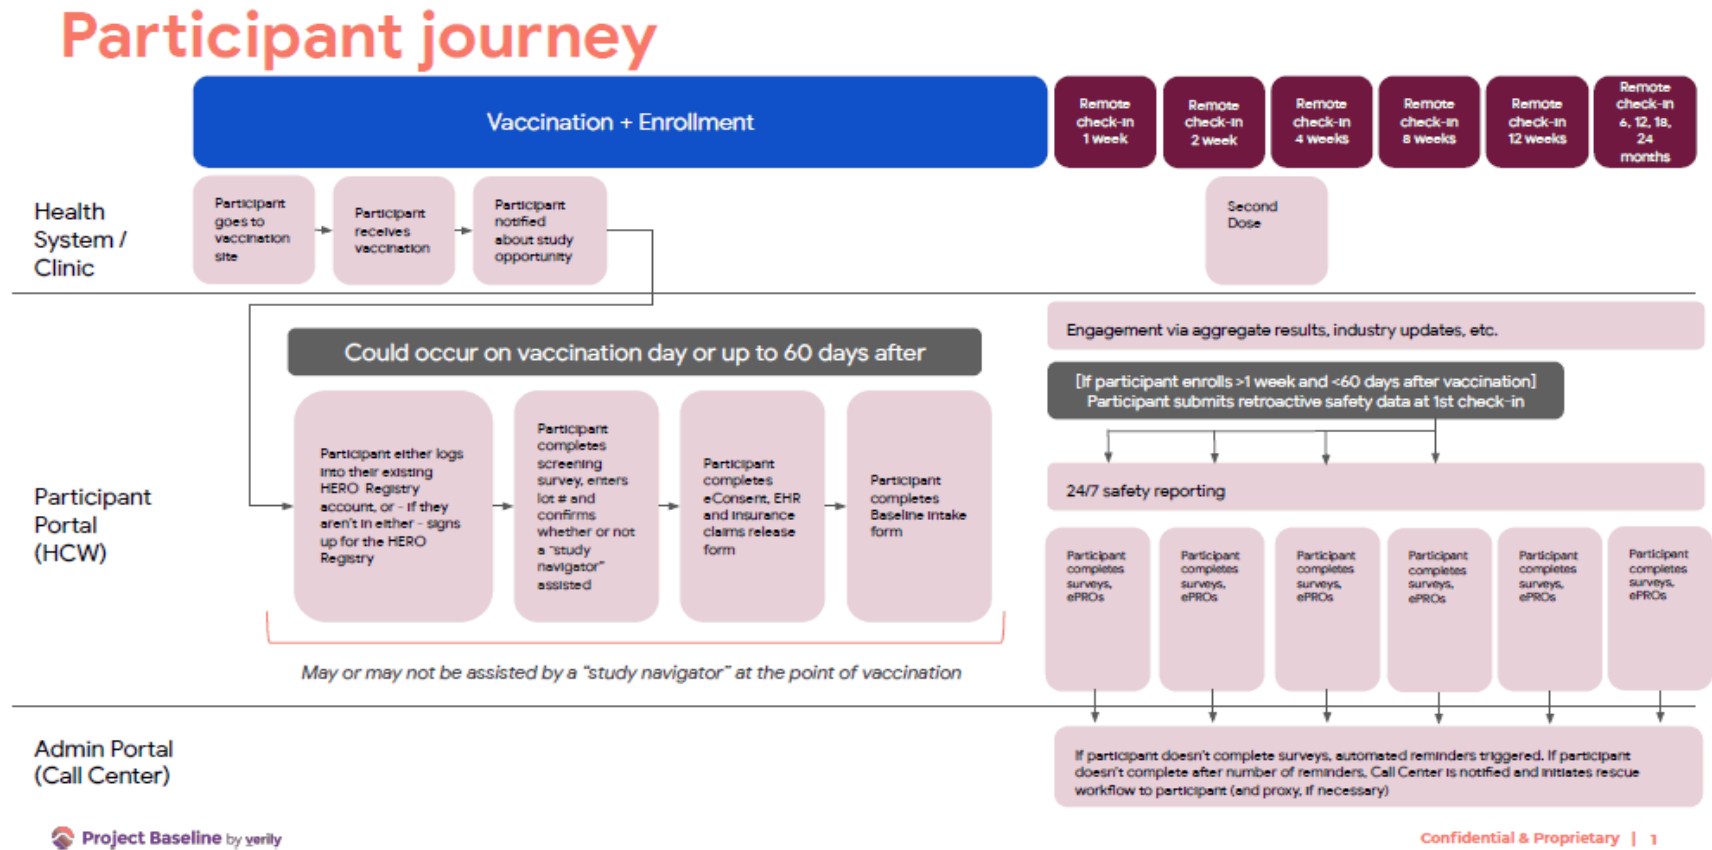 Participant journey
Vaccination + Enrollment
Remote
check-in
1 week
Remote
check-in
2 week
Remote
check-in
4 weeks
Remote
check-in
8 weeks
Remote
check-in
12 weeks
Remote
check-in
6, 12, 18,
24
months
Health
System /
Clinic
Participant
goes to
vaccination
site
Participant
receives
vaccination
Participant
notified
about study
opportunity
Second
Dose
Participant
Portal
(HCW)
Could occur on vaccination day or up to 60 days after
Participant either logs
into their existing
HERO Registry
account, or - if they
aren't in either - signs
up for the HERO
Registry
Participant
completes
screening
survey, enters
lot # and
confirms
whether or not
a "study
navigator"
assisted
Participant
completes
eConsent, EHR
and insurance
claims release
form
Participant
completes
Baseline intake
form
May or may not be assisted by a "study navigator" at the point of vaccination
Engagement via aggregate results, industry updates, etc.
[If participant enrolls >1 week and <60 days after vaccination]
Participant submits retroactive safety data at 1st check-in
24/7 safety reporting
Participant
completes
surveys,
ePROs
Participant
completes
surveys,
ePROs
Participant
completes
surveys,
ePROs
Participant
completes
surveys,
ePROs
Participant
completes
surveys,
ePROs
Participant
completes
surveys,
ePROs
Admin Portal
(Call Center)
If participant doesn't complete surveys, automated reminders triggered. If participant
doesn't complete after number of reminders, Call Center is notified and initiates rescue
workflow to participant (and proxy, if necessary)
Project Baseline by verily
Confidential & Proprietary | 1